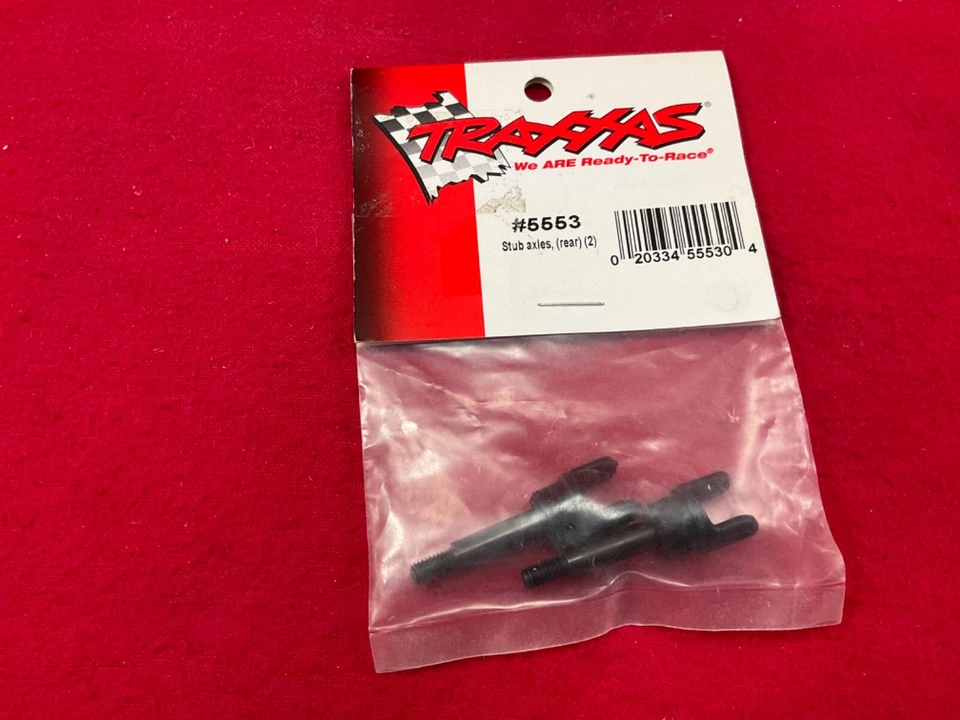 TRAXXAS®
We ARE Ready-To-Race®
#5553
Stub axles, (rear) (2)
0 20334 55530 4